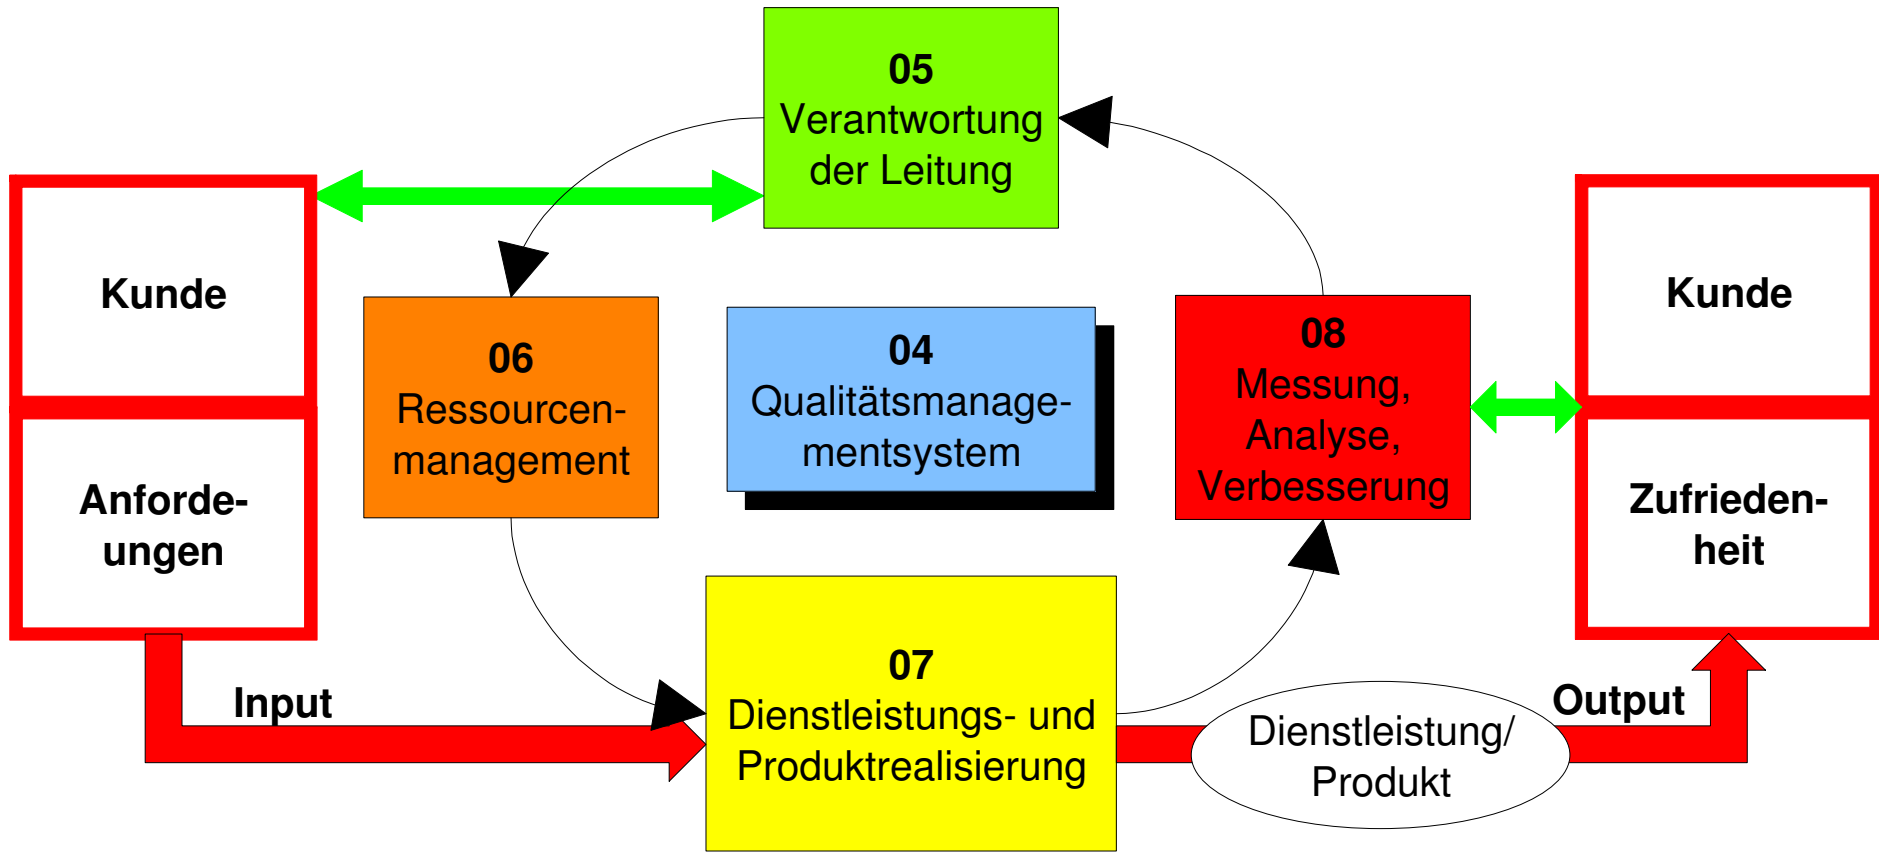 05
Verantwortung
der Leitung
Kunde
Anforde-
ungen
06
Ressourcen-
management
04
Qualitätsmanage-
mentsystem
08
Messung,
Analyse,
Verbesserung
Kunde
Zufrieden-
heit
Input
07
Dienstleistungs- und
Produktrealisierung
Dienstleistung/
Produkt
Output